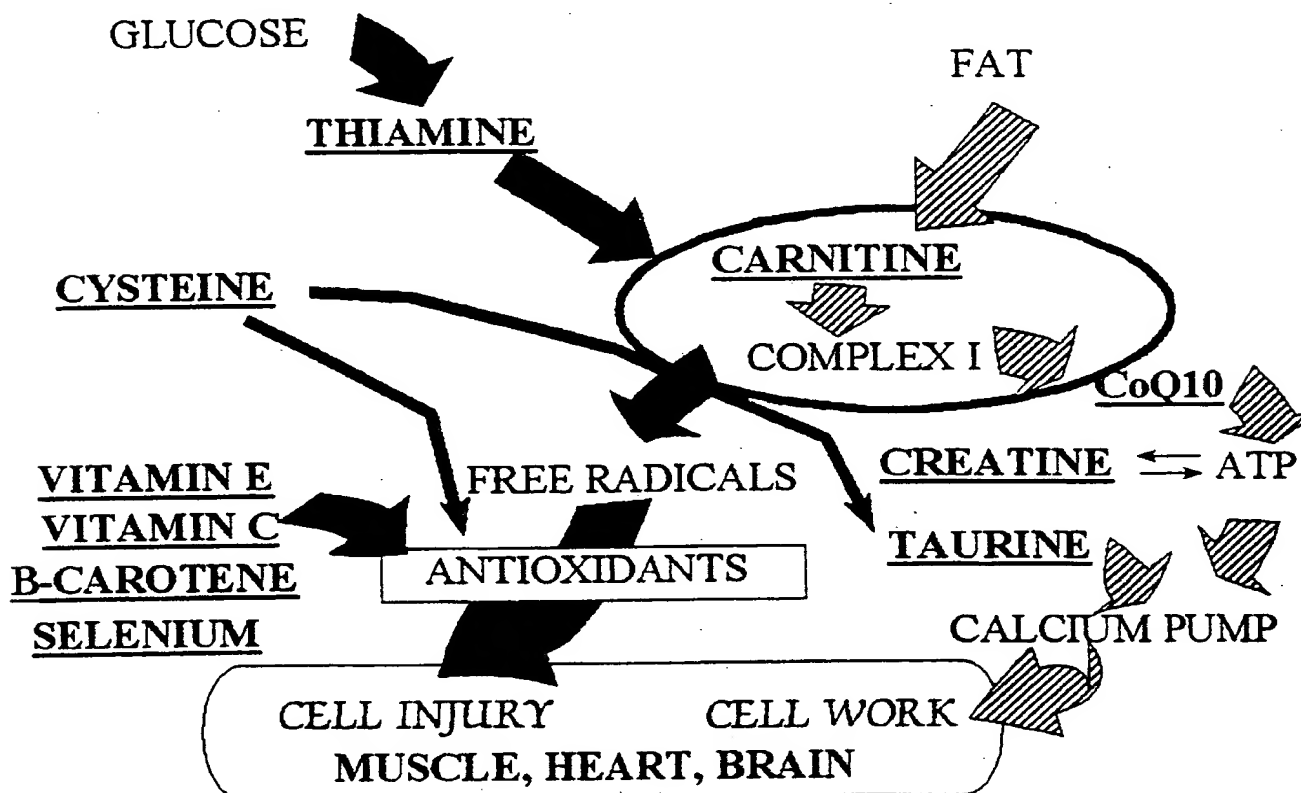 GLUCOSE
FAT
THIAMINE
CARNITINE
CYSTEINE
COMPLEX I
CoQ10
VITAMIN E
FREE RADICALS
CREATINE
ATP
VITAMIN C
TAURINE
B-CAROTENE
ANTIOXIDANTS
SELENIUM
CALCIUM PUMP
CELL INJURY
CELL WORK
MUSCLE, HEART, BRAIN